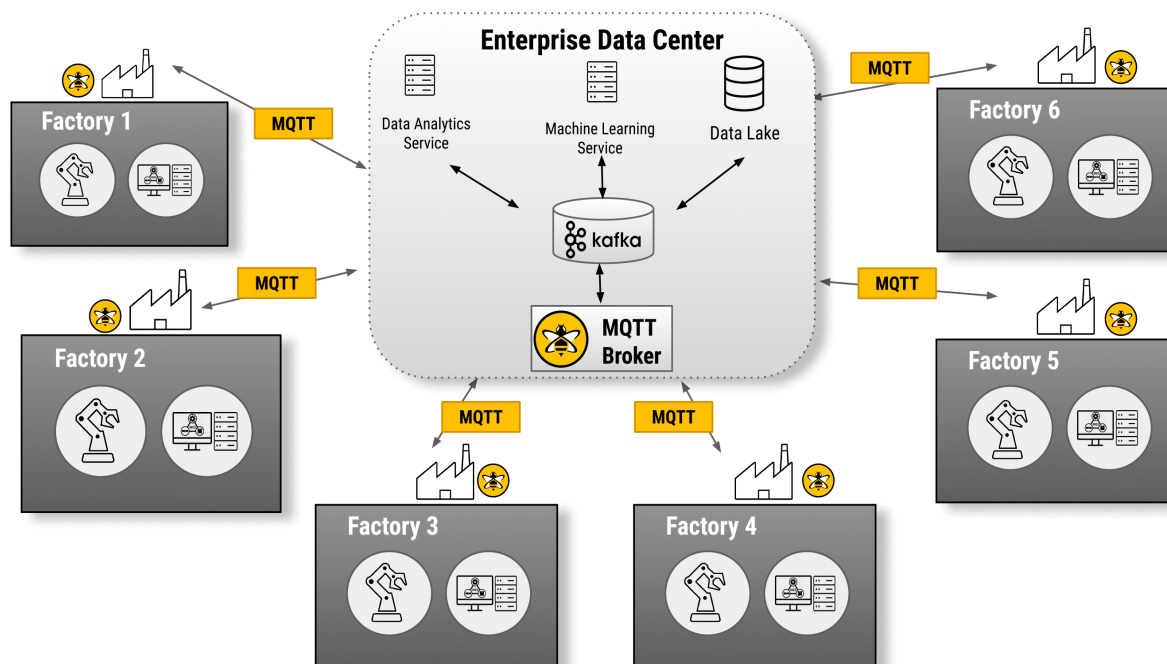 Enterprise Data Center
Data Analytics
Service
Machine Learning
Service
Data Lake
kafka
MQTT
Broker
MQTT
Factory 1
MQTT
Factory 2
MQTT
Factory 3
MQTT
Factory 4
MQTT
Factory 5
MQTT
Factory 6